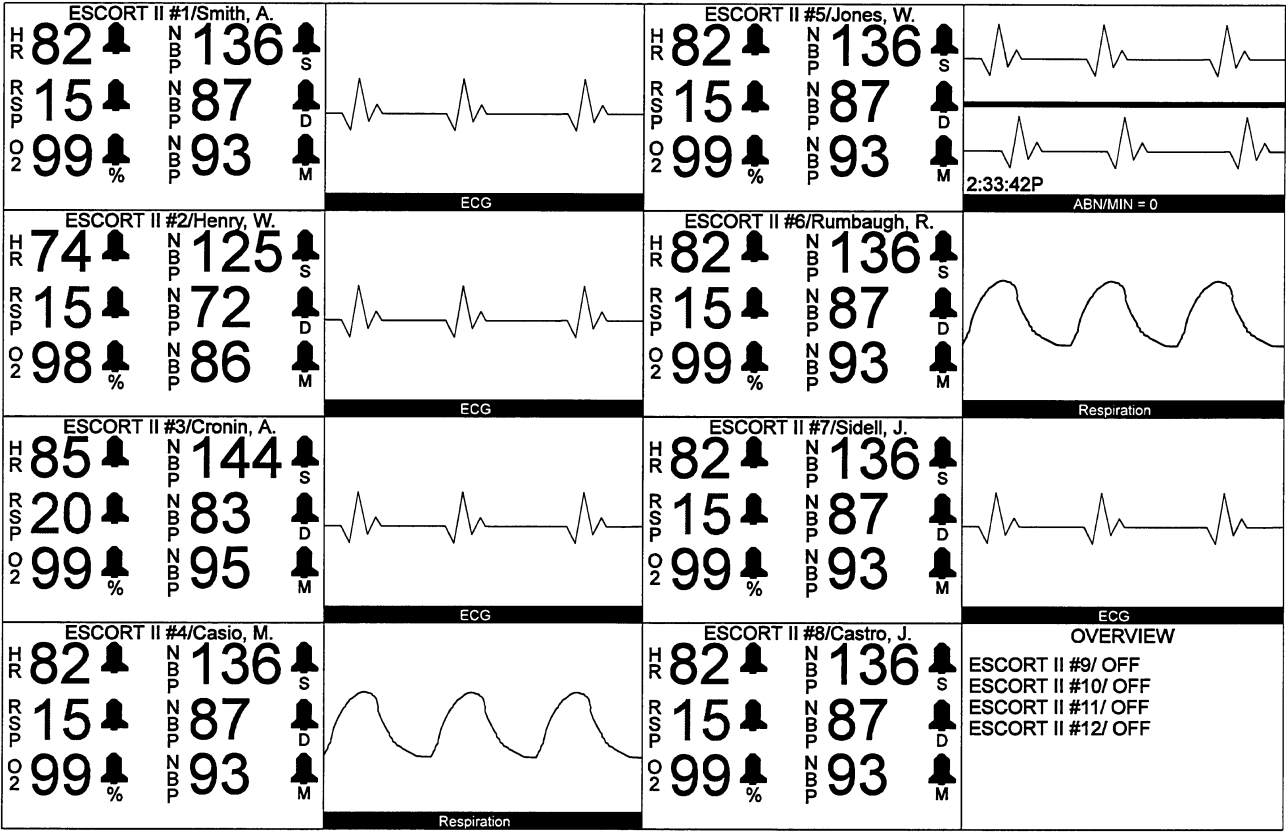 ESCORT II #1/Smith, A.
HR 82 NBP 136 S
RSP 15 NBP 87 D
O2 99 % NBP 93 M
ECG
ESCORT II #2/Henry, W.
HR 74 NBP 125 S
RSP 15 NBP 72 D
O2 98 % NBP 86 M
ECG
ESCORT II #3/Cronin, A.
HR 85 NBP 144 S
RSP 20 NBP 83 D
O2 99 % NBP 95 M
ECG
ESCORT II #4/Casio, M.
HR 82 NBP 136 S
RSP 15 NBP 87 D
O2 99 % NBP 93 M
Respiration
ESCORT II #5/Jones, W.
HR 82 NBP 136 S
RSP 15 NBP 87 D
O2 99 % NBP 93 M
2:33:42P
ABN/MIN = 0
ESCORT II #6/Rumbaugh, R.
HR 82 NBP 136 S
RSP 15 NBP 87 D
O2 99 % NBP 93 M
Respiration
ESCORT II #7/Sidell, J.
HR 82 NBP 136 S
RSP 15 NBP 87 D
O2 99 % NBP 93 M
ECG
ESCORT II #8/Castro, J.
HR 82 NBP 136 S
RSP 15 NBP 87 D
O2 99 % NBP 93 M
OVERVIEW
ESCORT II #9/ OFF
ESCORT II #10/ OFF
ESCORT II #11/ OFF
ESCORT II #12/ OFF